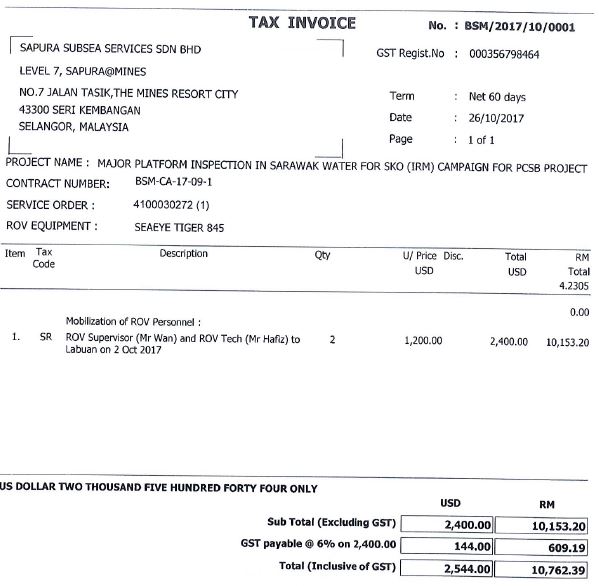 TAX INVOICE
No. : BSM/2017/10/0001
SAPURA SUBSEA SERVICES SDN BHD
GST Regist.No : 000356798464
LEVEL 7, SAPURA@MINES
NO.7 JALAN TASIK,THE MINES RESORT CITY
Term : Net 60 days
43300 SERI KEMBANGAN
Date : 26/10/2017
SELANGOR, MALAYSIA
Page : 1 of 1
PROJECT NAME : MAJOR PLATFORM INSPECTION IN SARAWAK WATER FOR SKO (IRM) CAMPAIGN FOR PCSB PROJECT
CONTRACT NUMBER: BSM-CA-17-09-1
SERVICE ORDER : 4100030272 (1)
ROV EQUIPMENT : SEAEYE TIGER 845
Item Tax Description Qty U/ Price Disc. Total RM
Code USD USD Total
4.2305
0.00
Mobilization of ROV Personnel :
1. SR ROV Supervisor (Mr Wan) and ROV Tech (Mr Hafiz) to 2 1,200.00 2,400.00 10,153.20
Labuan on 2 Oct 2017
US DOLLAR TWO THOUSAND FIVE HUNDRED FORTY FOUR ONLY
USD RM
Sub Total (Excluding GST) 2,400.00 10,153.20
GST payable @ 6% on 2,400.00 144.00 609.19
Total (Inclusive of GST) 2,544.00 10,762.39